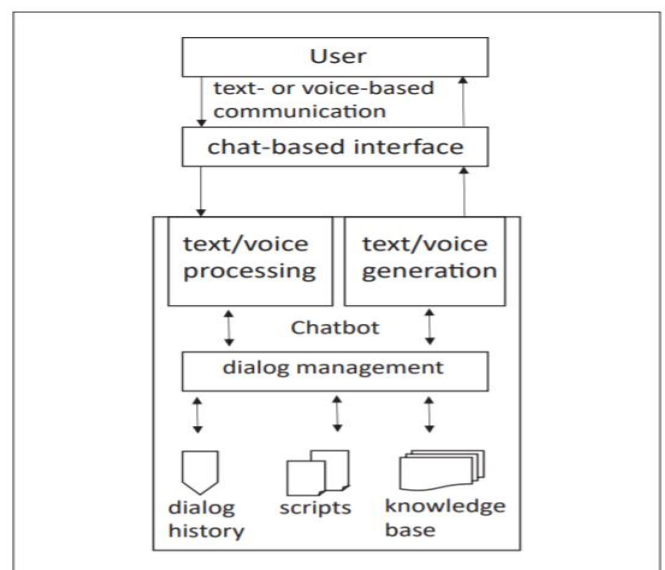 User
text- or voice-based
communication
chat-based interface
text/voice
processing
text/voice
generation
Chatbot
dialog management
dialog
history
scripts
knowledge
base